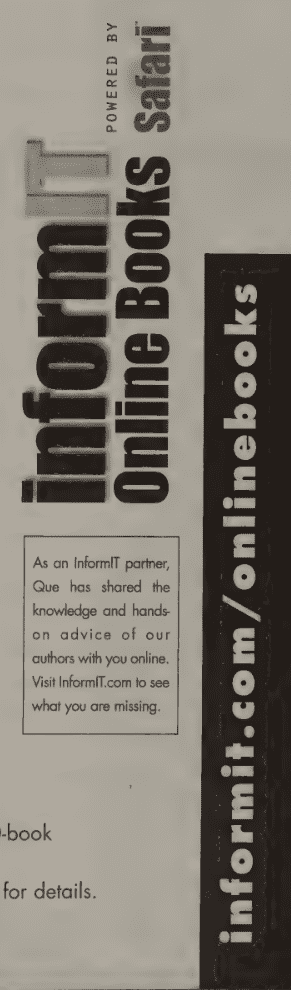 informIT
Online Books
POWERED BY
Safari
informit.com/onlinebooks
As an InformIT partner,
Que has shared the
knowledge and hands-
on advice of our
authors with you online.
Visit InformIT.com to see
what you are missing.
-book
for details.